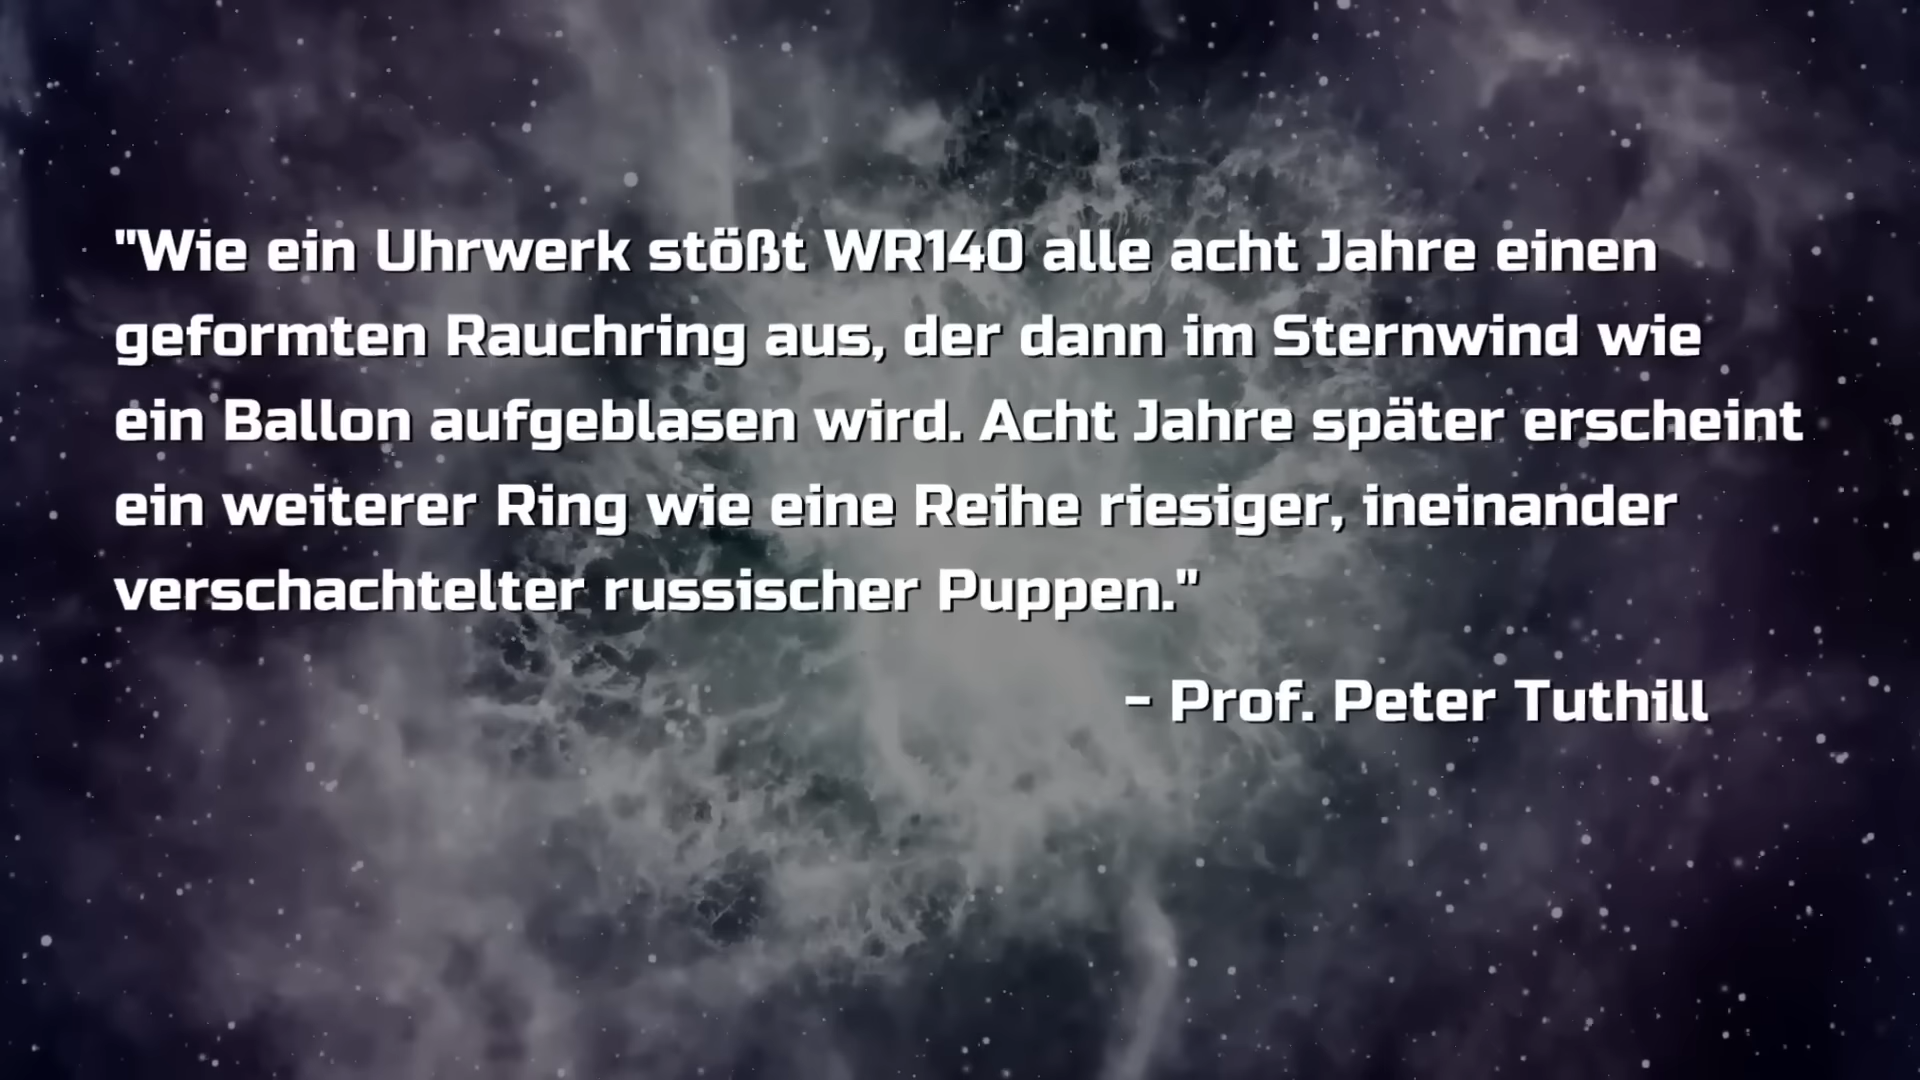 "Wie ein Uhrwerk stößt WR140 alle acht Jahre einen
geformten Rauchring aus, der dann im Sternwind wie
ein Ballon aufgeblasen wird. Acht Jahre später erscheint
ein weiterer Ring wie eine Reihe riesiger, ineinander
verschachtelter russischer Puppen."
- Prof. Peter Tuthill